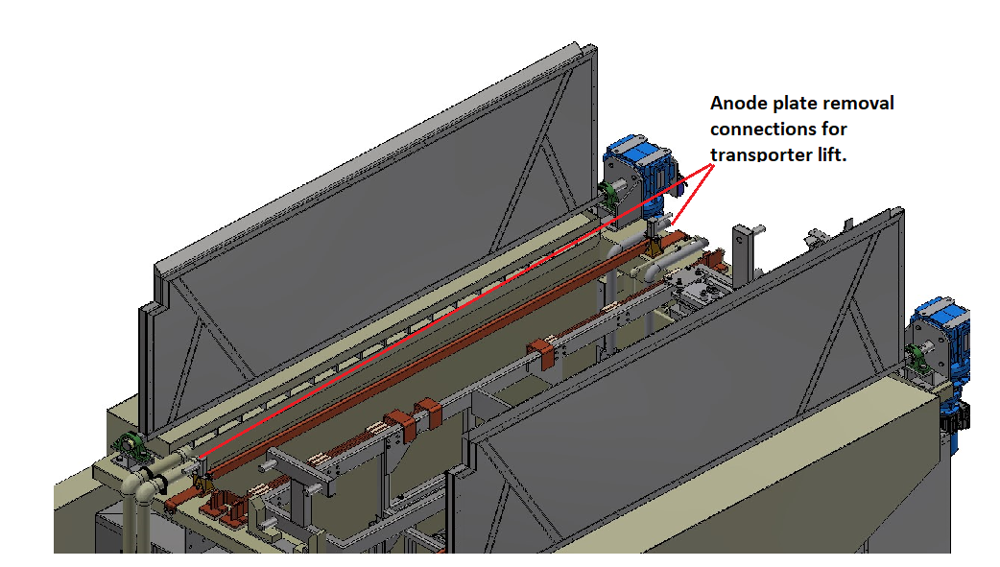 Anode plate removal
connections for
transporter lift.